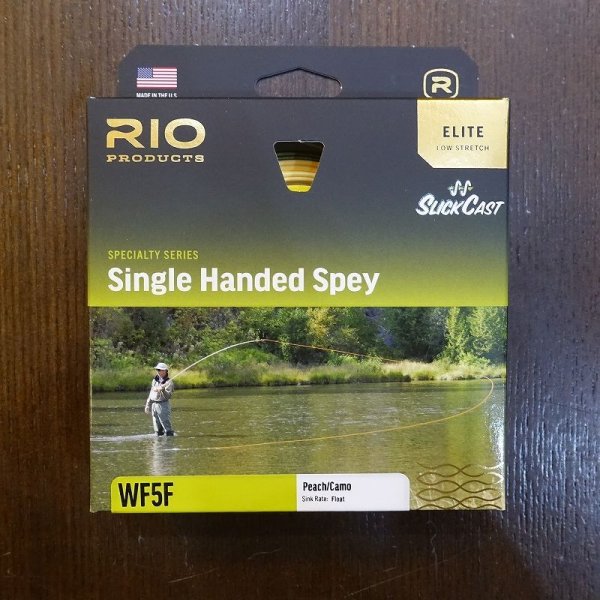 MADE IN THE U.S.
R
RIO
PRODUCTS
ELITE
LOW STRETCH
SLICKCAST
SPECIALTY SERIES
Single Handed Spey
WF5F
Peach/Camo
Sink Rate: Float